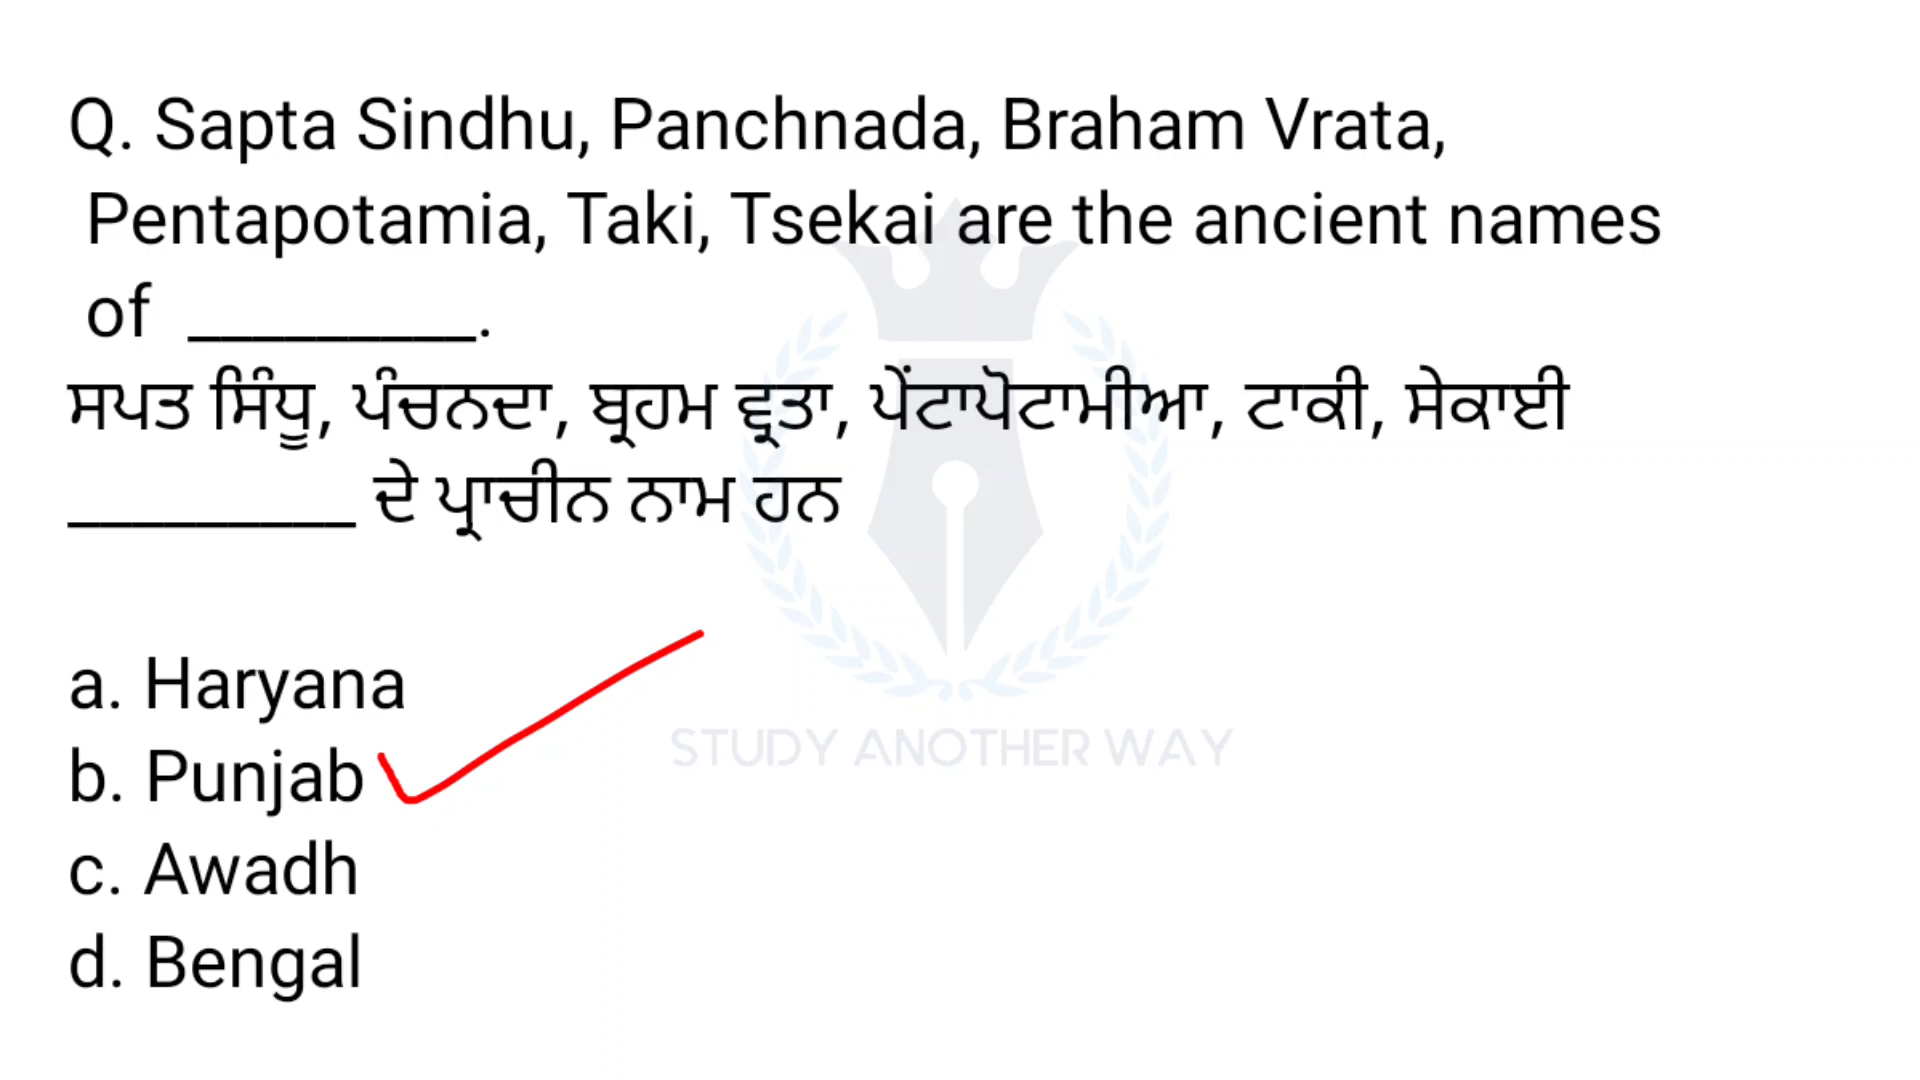 Q. Sapta Sindhu, Panchnada, Braham Vrata,
Pentapotamia, Taki, Tsekai are the ancient names
of _________.
ਸਪਤ ਸਿੰਧੂ, ਪੰਚਨਦਾ, ਬ੍ਰਹਮ ਵ੍ਰਤਾ, ਪੇਂਟਾਪੋਟਾਮੀਆ, ਟਾਕੀ, ਸੇਕਾਈ
_________ ਦੇ ਪ੍ਰਾਚੀਨ ਨਾਮ ਹਨ
a. Haryana
b. Punjab
STUDY ANOTHER WAY
c. Awadh
d. Bengal